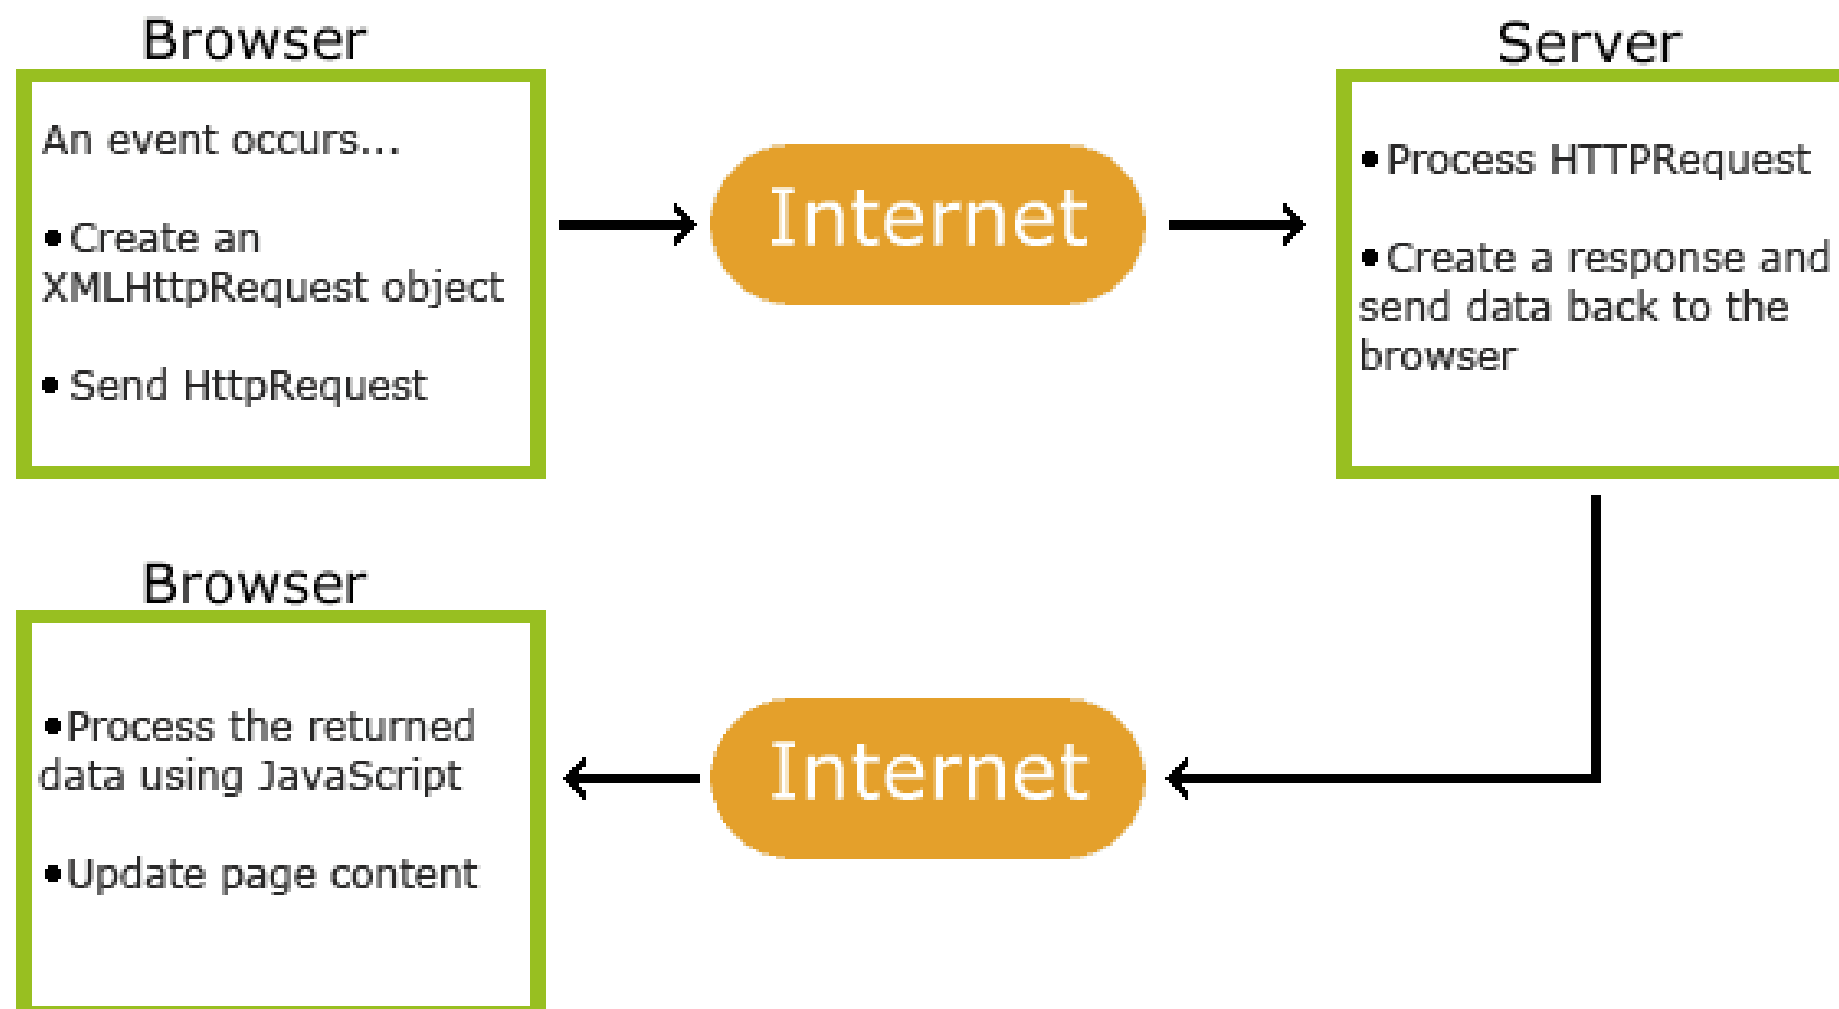 Browser
An event occurs...
•Create an
XMLHttpRequest object
• Send HttpRequest
Internet
Server
•Process HTTPRequest
•Create a response and
send data back to the
browser
Browser
•Process the returned
data using JavaScript
•Update page content
Internet